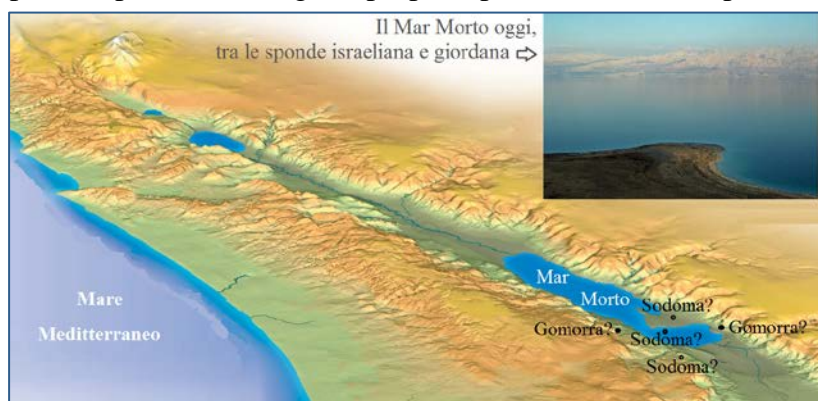 Il Mar Morto oggi,
tra le sponde israeliana e giordana ⇨
Mar
Morto
Sodoma?
Gomorra?
Sodoma?
Gomorra?
Sodoma?
Mare
Mediterraneo